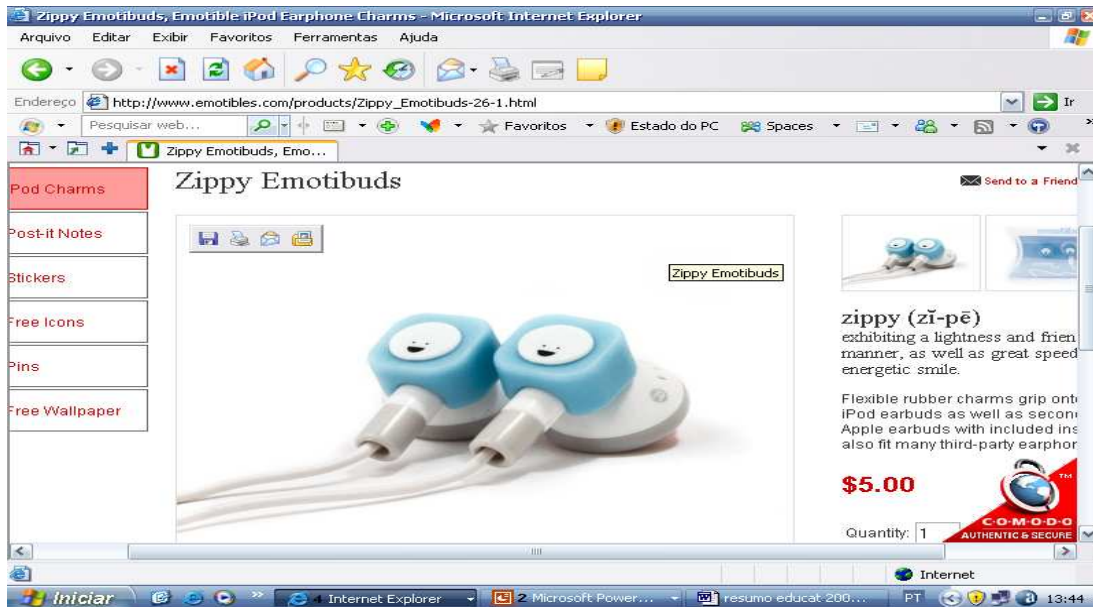 Zippy Emotibuds, Emotible iPod Earphone Charms - Microsoft Internet Explorer
Arquivo Editar Exibir Favoritos Ferramentas Ajuda
Endereço http://www.emotibles.com/products/Zippy_Emotibuds-26-1.html Ir
Pesquisar web... Favoritos Estado do PC Spaces
Zippy Emotibuds, Emo...
Pod Charms
Post-it Notes
Stickers
Free Icons
Pins
Free Wallpaper
Zippy Emotibuds
Send to a Friend
Zippy Emotibuds
zippy (zĭ-pē)
exhibiting a lightness and frien
manner, as well as great speed
energetic smile.
Flexible rubber charms grip onto
iPod earbuds as well as secon
Apple earbuds with included ins
also fit many third-party earphor
$5.00
Quantity: 1
TM
C·O·M·O·D·O
AUTHENTIC & SECURE
Internet
Iniciar 4 Internet Explorer 2 Microsoft Power... resumo educat 200... PT 13:44